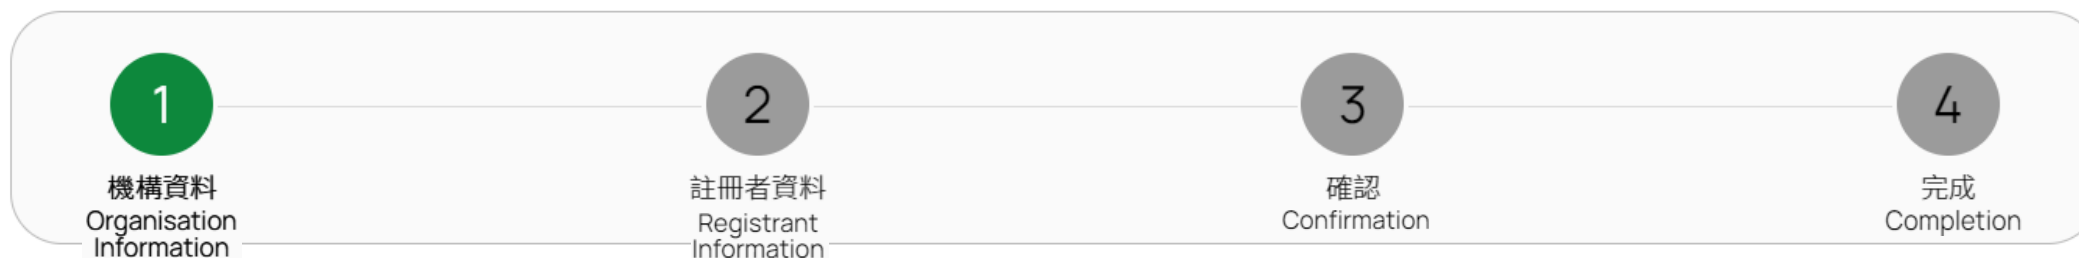 1
機構資料
Organisation
Information
2
註冊者資料
Registrant
Information
3
確認
Confirmation
4
完成
Completion